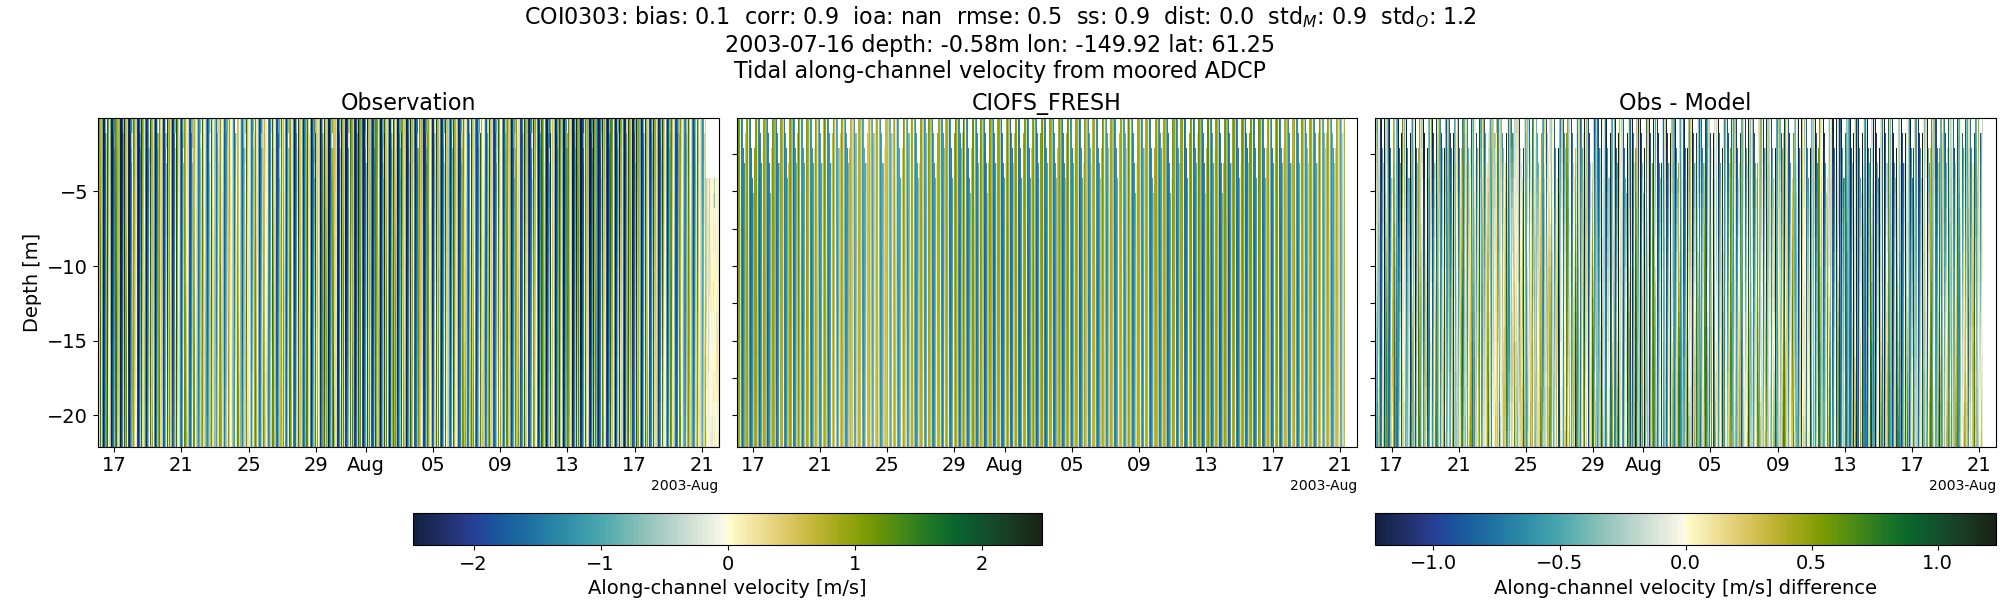 COI0303: bias: 0.1 corr: 0.9 ioa: nan rmse: 0.5 ss: 0.9 dist: 0.0 std_M: 0.9 std_O: 1.2
2003-07-16 depth: -0.58m lon: -149.92 lat: 61.25
Tidal along-channel velocity from moored ADCP
Observation
CIOFS_FRESH
Obs - Model
Depth [m]
−5
−10
−15
−20
17 21 25 29 Aug 05 09 13 17 21
2003-Aug
17 21 25 29 Aug 05 09 13 17 21
2003-Aug
17 21 25 29 Aug 05 09 13 17 21
2003-Aug
−2 −1 0 1 2
Along-channel velocity [m/s]
−1.0 −0.5 0.0 0.5 1.0
Along-channel velocity [m/s] difference